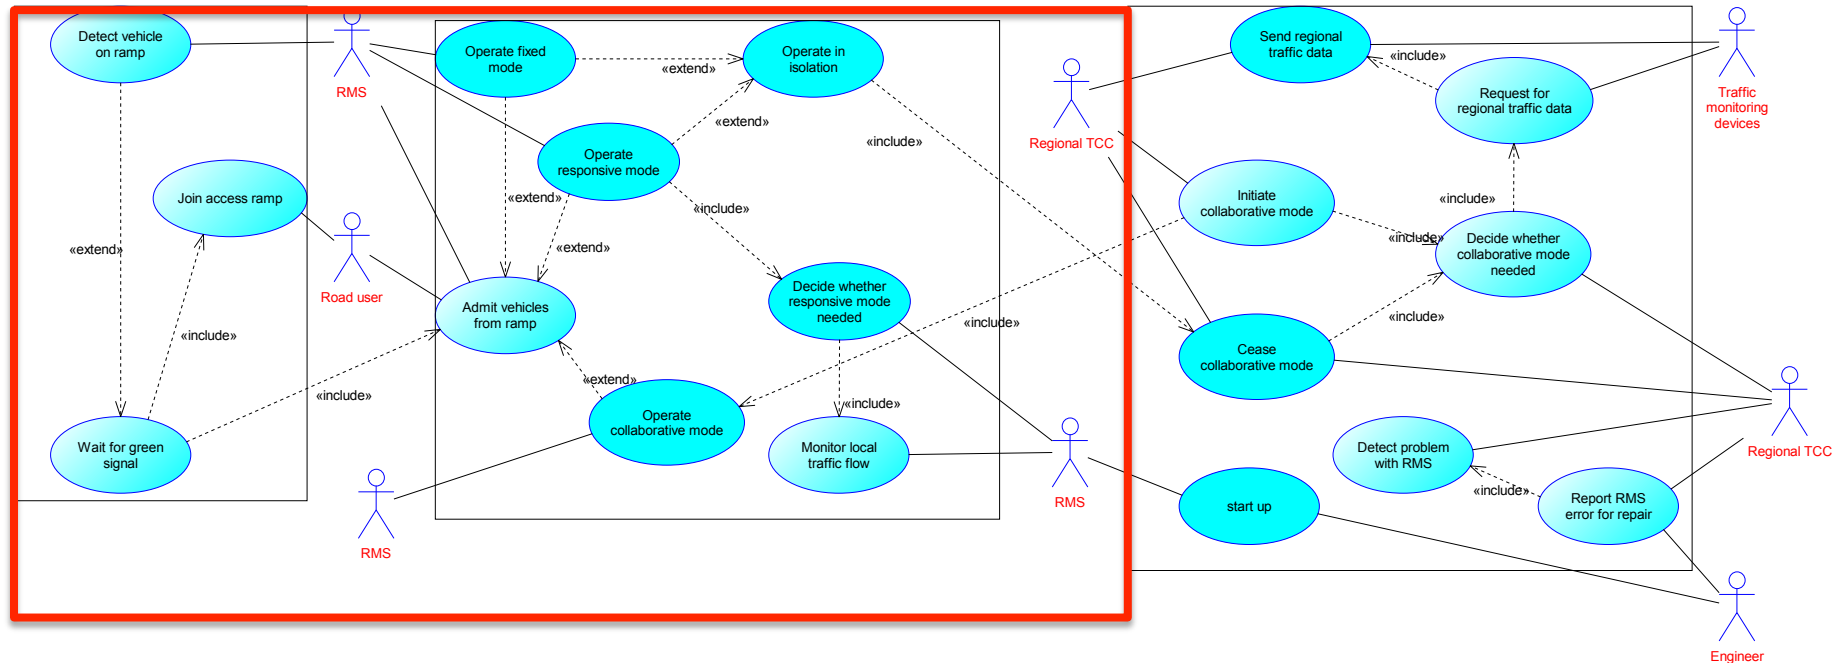 Detect vehicle
on ramp
RMS
Operate fixed
mode
«extend»
Operate in
isolation
Send regional
traffic data
«include»
Traffic
monitoring
devices
Request for
regional traffic data
Regional TCC
«extend»
«include»
Operate
responsive mode
Join access ramp
«extend»
«include»
Initiate
collaborative mode
«include»
«include»
Decide whether
collaborative mode
needed
«extend»
«extend»
Road user
Admit vehicles
from ramp
Decide whether
responsive mode
needed
«include»
«include»
«include»
Cease
collaborative mode
«extend»
«include»
«include»
Operate
collaborative mode
Wait for green
signal
Monitor local
traffic flow
Detect problem
with RMS
Regional TCC
«include»
RMS
RMS
start up
Report RMS
error for repair
Engineer